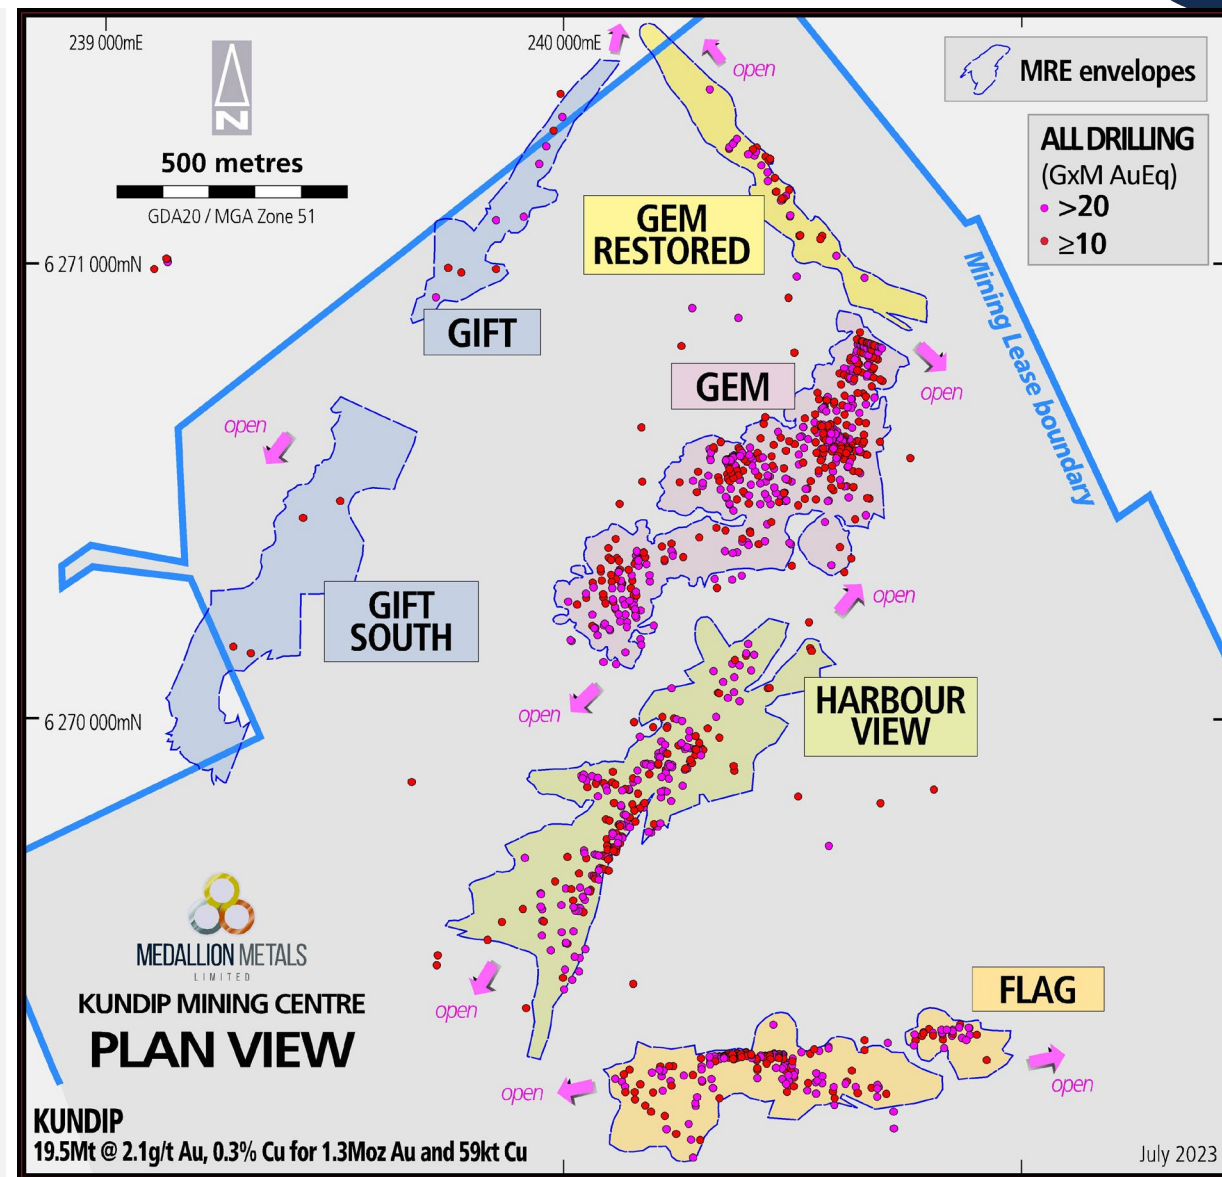 239 000mE
240 000mE
open
MRE envelopes
N
500 metres
GDA20 / MGA Zone 51
ALL DRILLING
(GxM AuEq)
>20
≥10
GEM
RESTORED
6 271 000mN
Mining Lease boundary
GIFT
GEM
open
open
GIFT
SOUTH
open
HARBOUR
VIEW
open
6 270 000mN
MEDALLION METALS
LIMITED
KUNDIP MINING CENTRE
PLAN VIEW
open
FLAG
open
open
KUNDIP
19.5Mt @ 2.1g/t Au, 0.3% Cu for 1.3Moz Au and 59kt Cu
July 2023